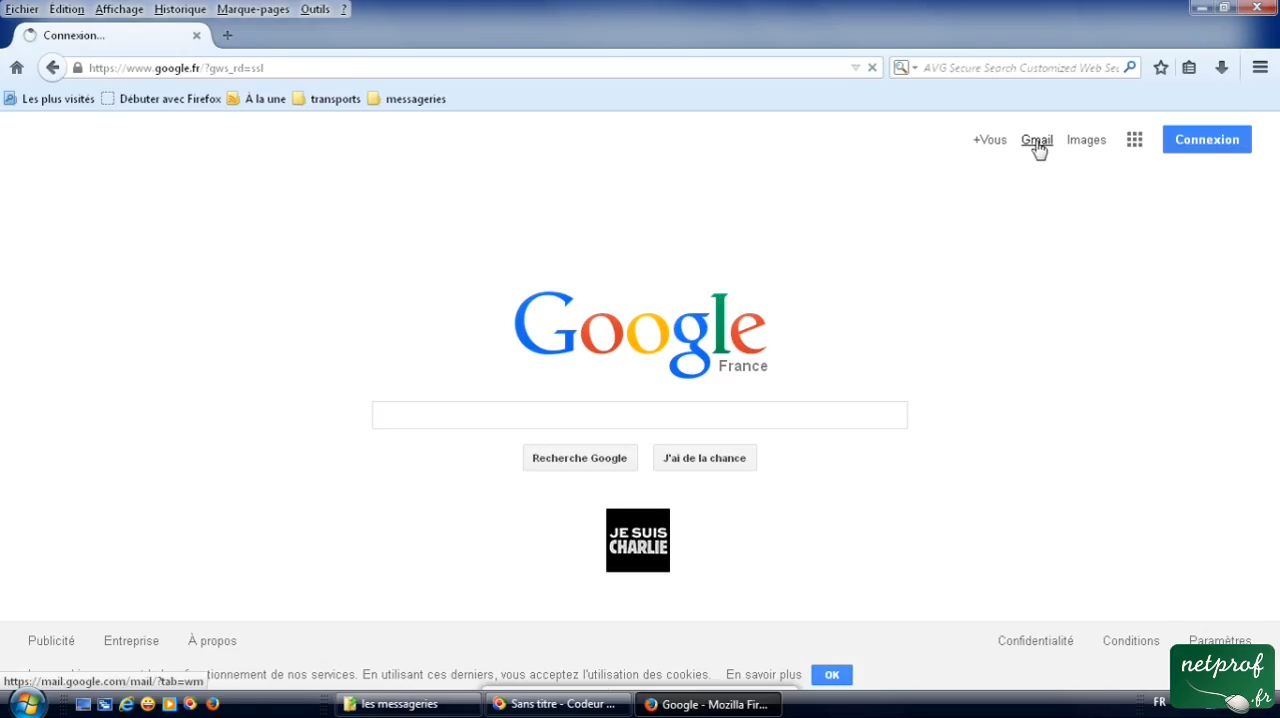 Fichier Édition Affichage Historique Marque-pages Outils ?
Connexion...
https://www.google.fr/?gws_rd=ssl
AVG Secure Search Customized Web Sec
Les plus visités Débuter avec Firefox À la une transports messageries
+Vous Gmail Images Connexion
Google
France
Recherche Google J'ai de la chance
JE SUIS
CHARLIE
Publicité Entreprise À propos Confidentialité Conditions Paramètres
tionnement de nos services. En utilisant ces derniers, vous acceptez l'utilisation des cookies. En savoir plus OK
https://mail.google.com/mail/?tab=wm
les messageries Sans titre - Codeur ... Google - Mozilla Fir... FR
netprof
.fr